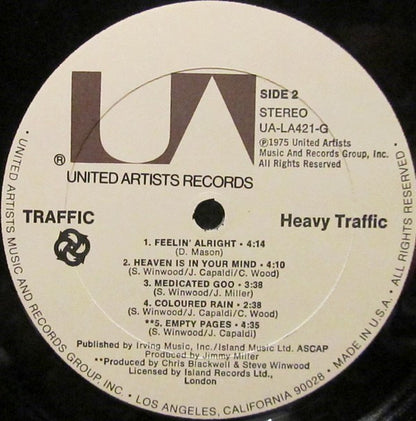 UA
SIDE 2
STEREO
UA-LA421-G
℗1975 United Artists
Music And Records Group, Inc.
All Rights Reserved
®
UNITED ARTISTS RECORDS
TRAFFIC
Heavy Traffic
1. FEELIN' ALRIGHT • 4:14
(D. Mason)
2. HEAVEN IS IN YOUR MIND • 4:10
(S. Winwood/J. Capaldi/C. Wood)
3. MEDICATED GOO • 3:38
(S. Winwood/J. Miller)
4. COLOURED RAIN • 2:38
(S. Winwood/J. Capaldi/C. Wood)
**5. EMPTY PAGES • 4:35
(S. Winwood/J. Capaldi)
Published by Irving Music, Inc./Island Music Ltd. ASCAP
Produced by Jimmy Miller
**Produced by Chris Blackwell & Steve Winwood
Licensed by Island Records Ltd.,
London
• UNITED ARTISTS MUSIC AND RECORDS GROUP, INC. • LOS ANGELES, CALIFORNIA 90028 • MADE IN U.S.A. • ALL RIGHTS RESERVED